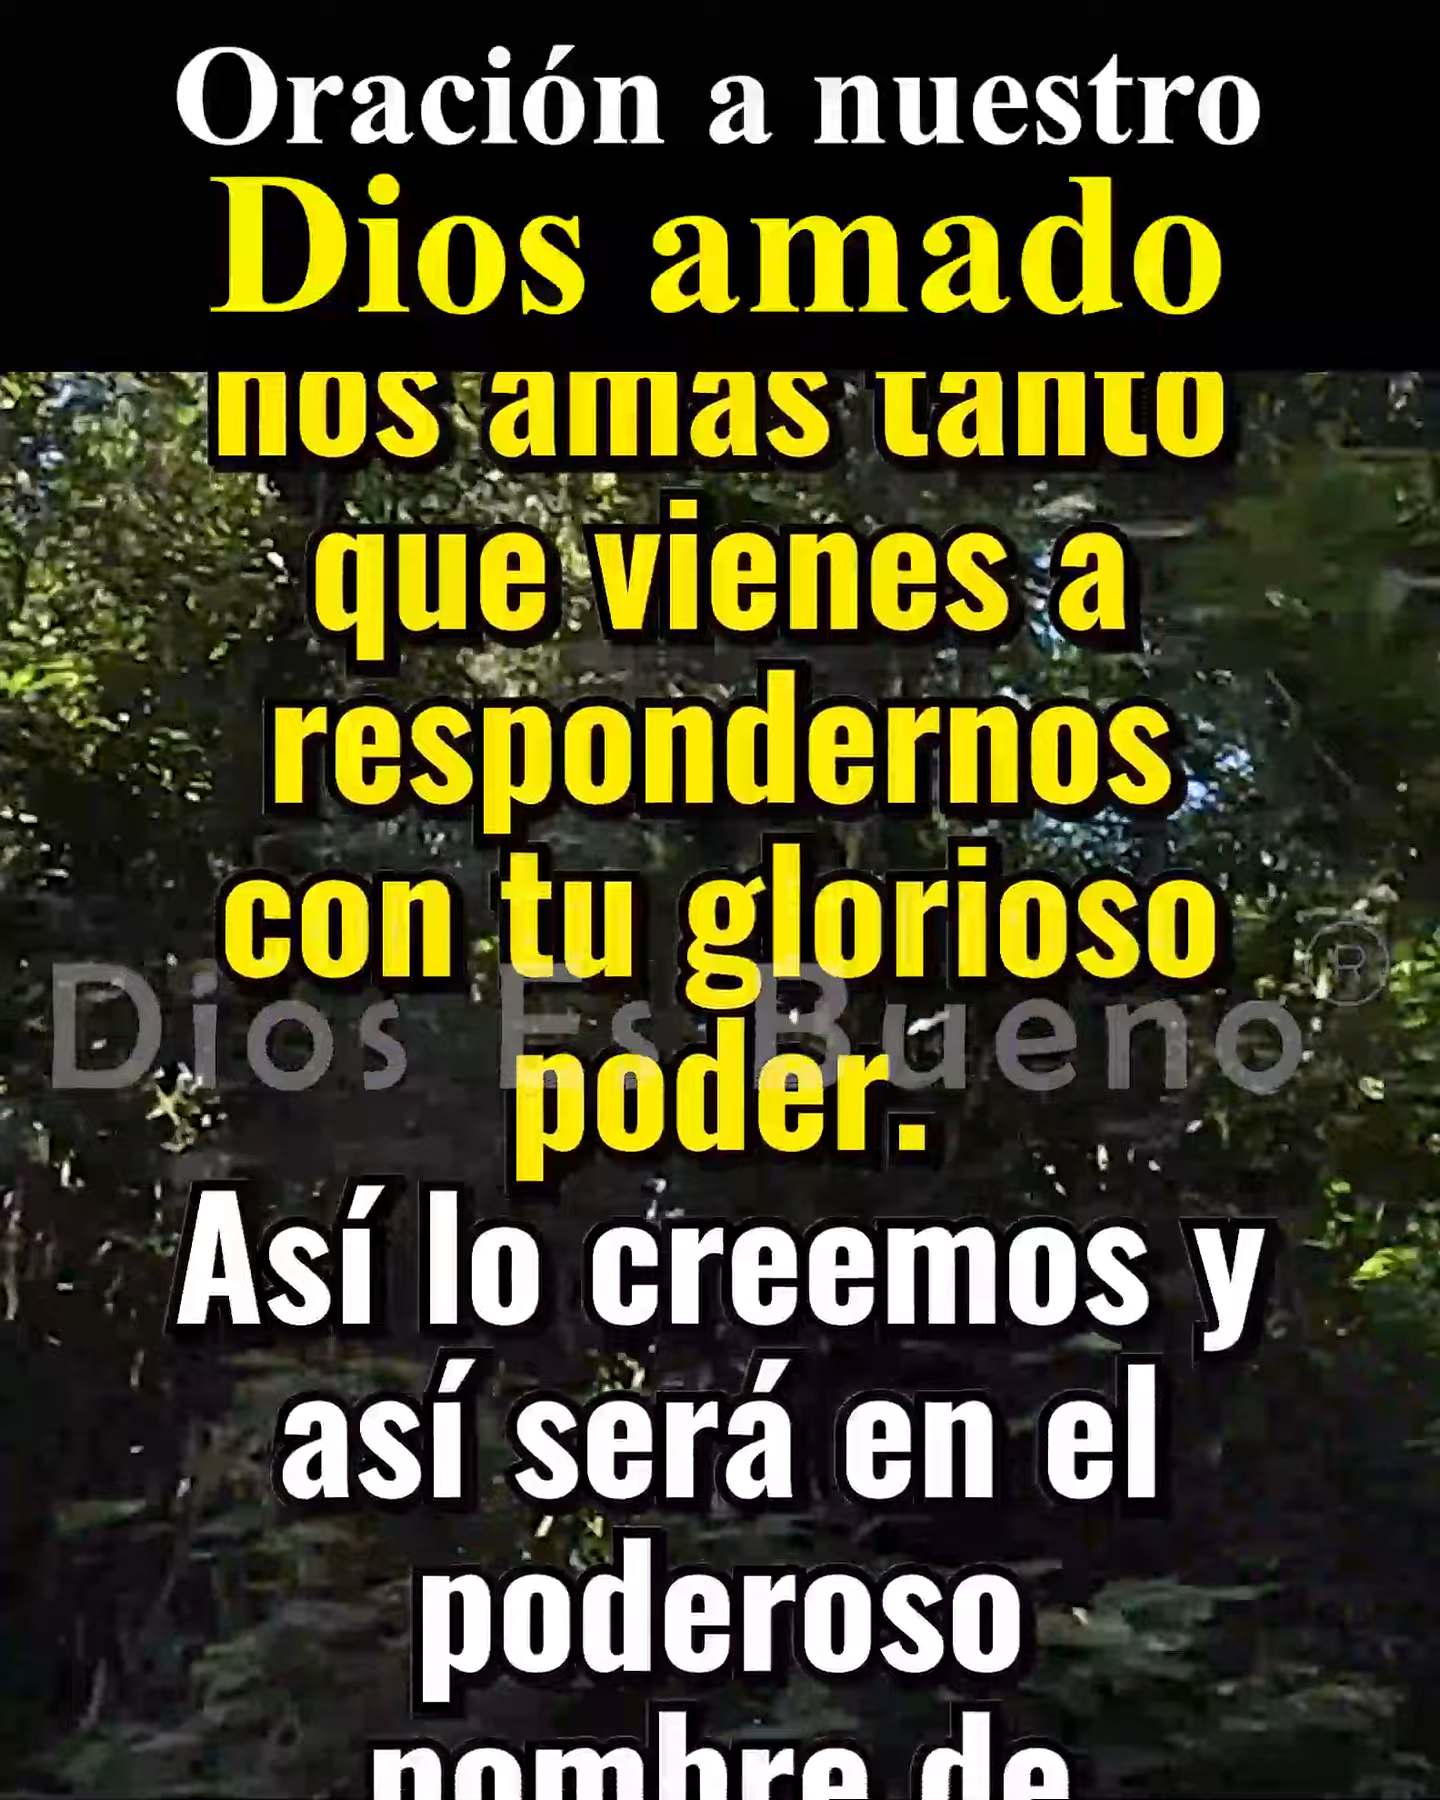 Oración a nuestro
Dios amado
nos amas tanto
que vienes a
respondernos
con tu glorioso
Dios Es Bueno ®
poder.
Así lo creemos y
así será en el
poderoso
nombre de